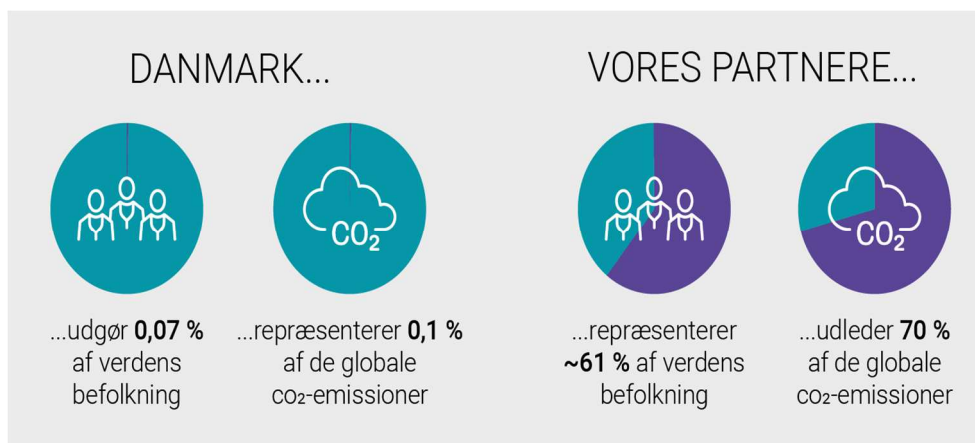 DANMARK...
CO₂
...udgør 0,07 %
af verdens
befolkning
...repræsenterer 0,1 %
af de globale
co₂-emissioner
VORES PARTNERE...
CO₂
...repræsenterer
~61 % af verdens
befolkning
...udleder 70 %
af de globale
co₂-emissioner